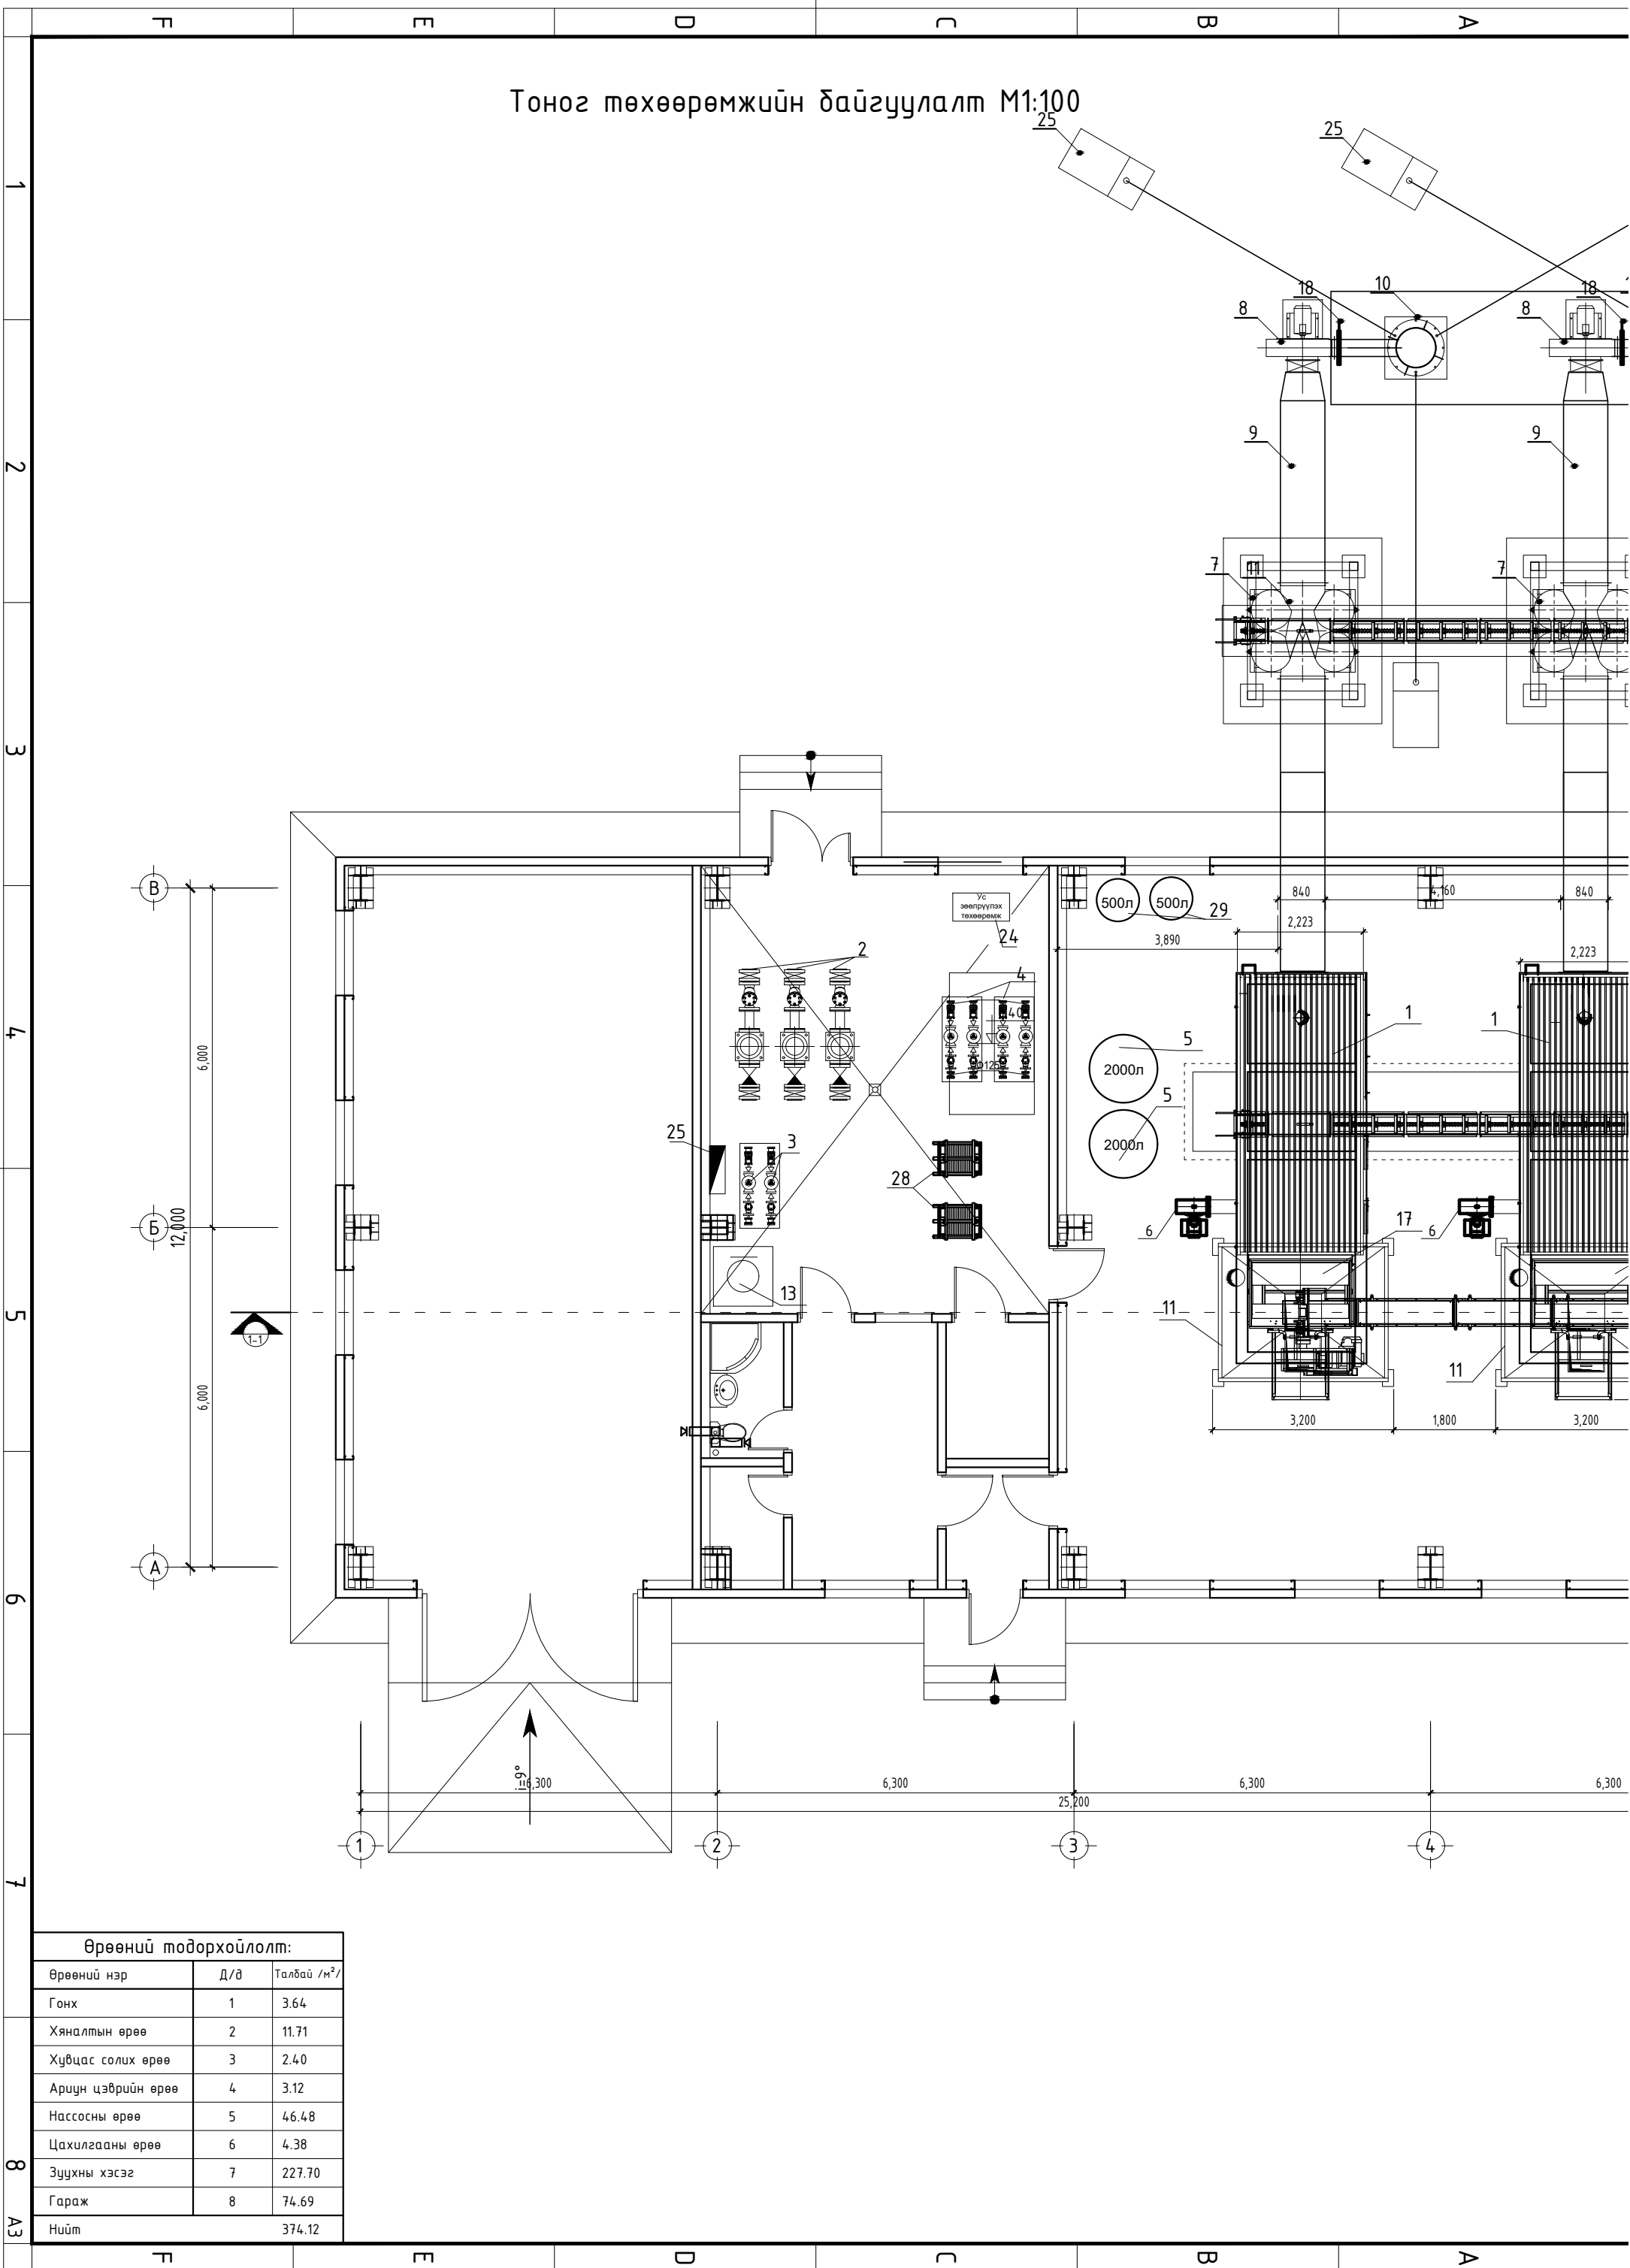 F E D C B A
Тоног төхөөрөмжийн байгуулалт М1:100
25
25
1
18
10
18
8
8
2
9
9
7
11
7
3
В
500л
500л
29
Ус
зөөлрүүлэх
төхөөрөмж
24
840
4,160
840
2,223
3,890
2,223
2
4
1
1
4
6,000
5
2000л
5
2000л
25
3
28
Б
12,000
6
17
6
13
5
1-1
11
11
6,000
3,200
1,800
3,200
А
6
i=9°
6,300
6,300
6,300
6,300
25,200
1
2
3
4
7
Өрөөний тодорхойлолт:
Өрөөний нэр Д/д Талбай /м²/
Гонх 1 3.64
Хяналтын өрөө 2 11.71
Хувцас солих өрөө 3 2.40
Ариун цэврийн өрөө 4 3.12
Нассосны өрөө 5 46.48
Цахилгааны өрөө 6 4.38
Зуухны хэсэг 7 227.70
Гараж 8 74.69
Нийт 374.12
8
А3
F E D C B A